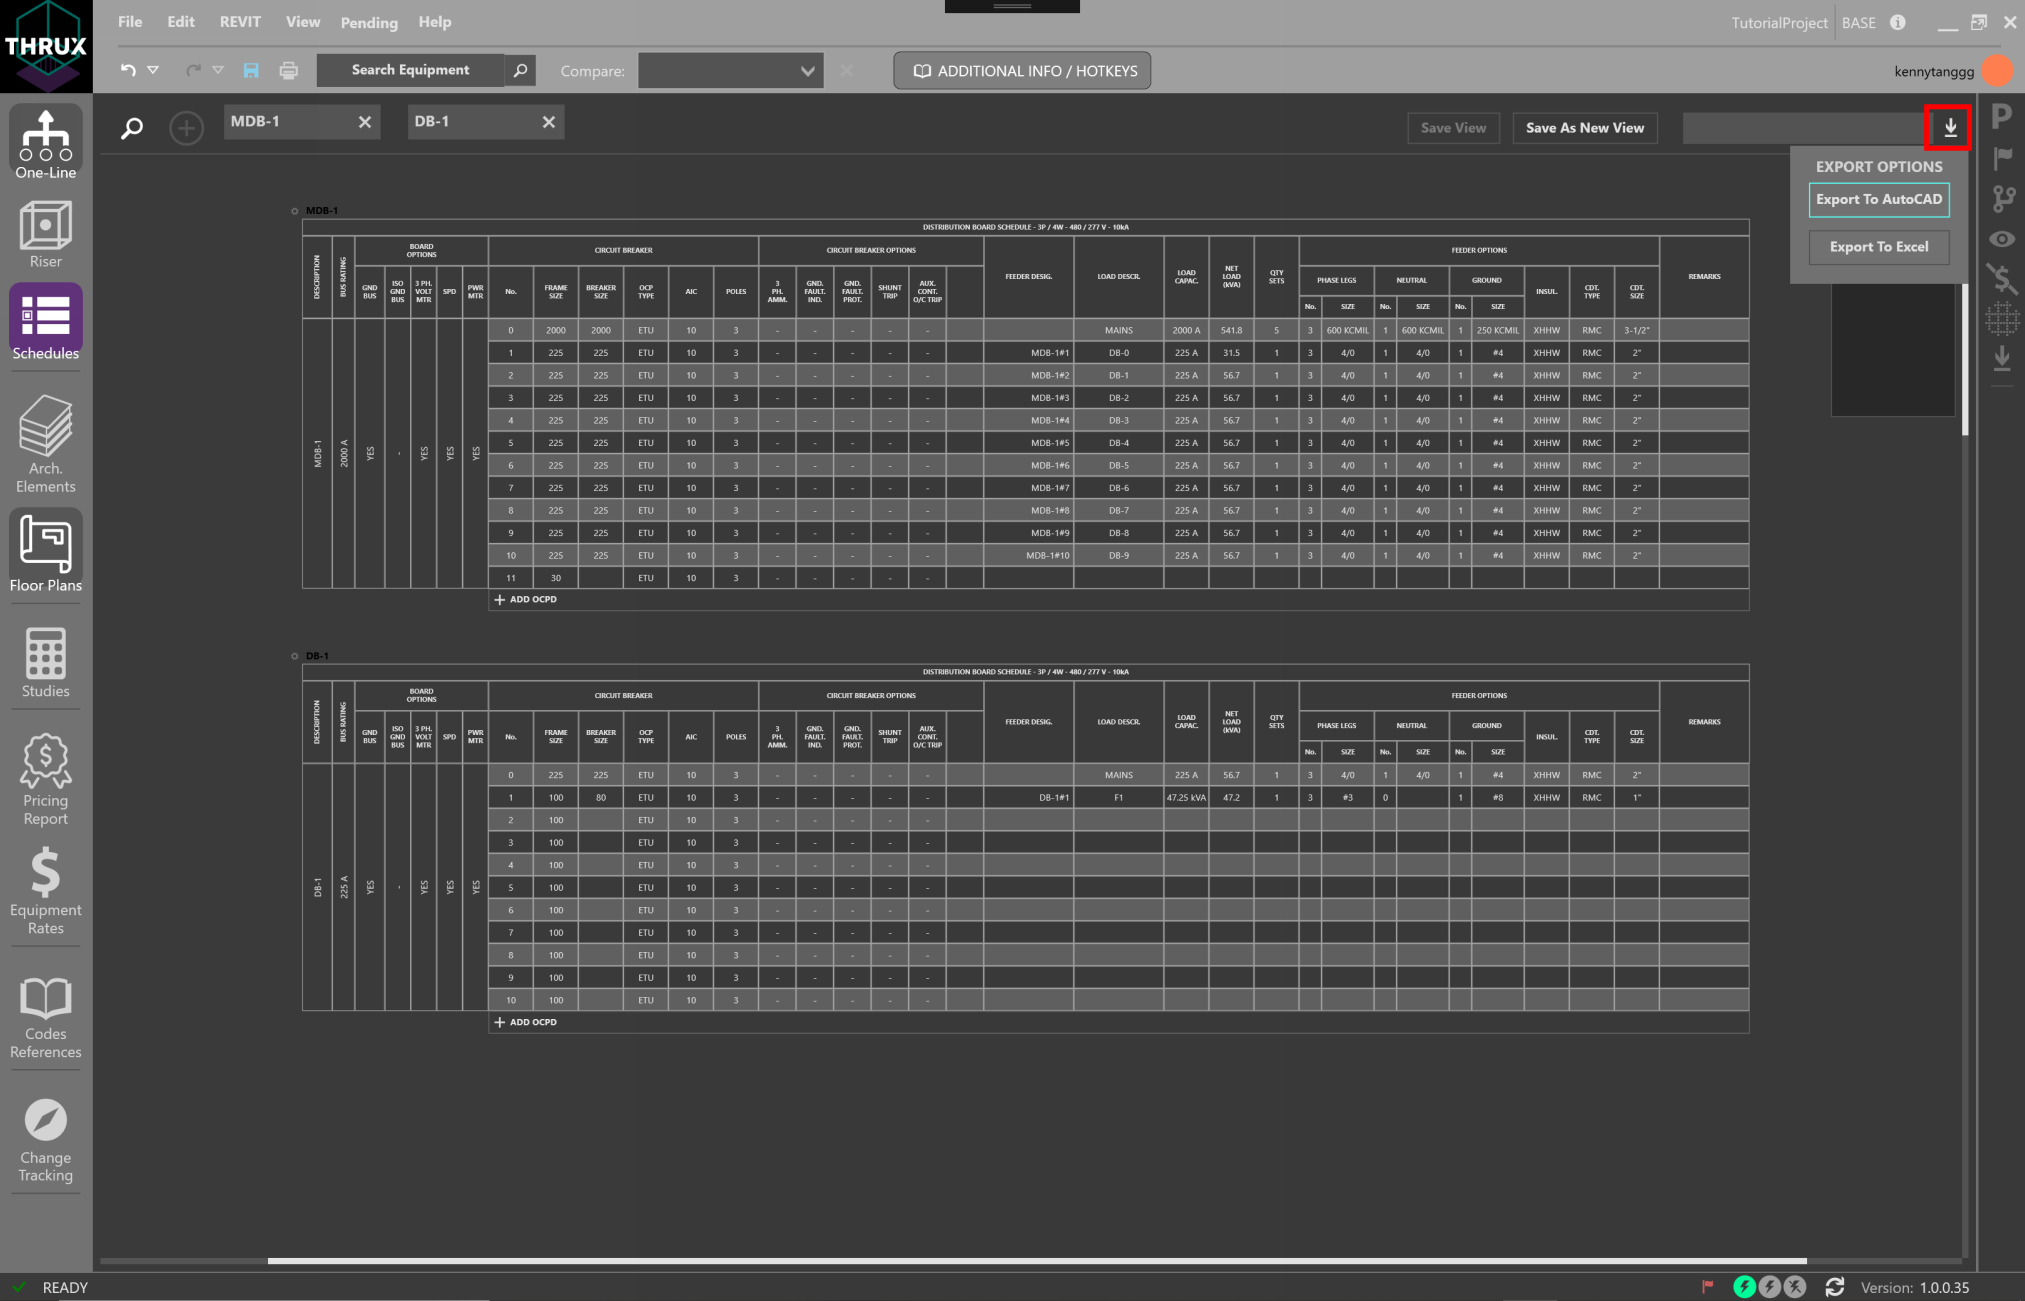 THRUX
File Edit REVIT View Pending Help
TutorialProject BASE
Search Equipment
Compare:
ADDITIONAL INFO / HOTKEYS
kennytanggg
One-Line
Riser
Schedules
Arch.
Elements
Floor Plans
Studies
Pricing
Report
Equipment
Rates
Codes
References
Change
Tracking
MDB-1 DB-1
Save View Save As New View
EXPORT OPTIONS
Export To AutoCAD
Export To Excel
P
MDB-1
DISTRIBUTION BOARD SCHEDULE - 3P / 4W - 480 / 277 V - 10kA
DESCRIPTION BUS RATING BOARD OPTIONS CIRCUIT BREAKER CIRCUIT BREAKER OPTIONS FEEDER DESIG. LOAD DESCR. LOAD CAPAC. NET LOAD (kVA) QTY SETS FEEDER OPTIONS REMARKS
GND BUS ISO GND BUS 3 PH. VOLT MTR SPD PWR MTR No. FRAME SIZE BREAKER SIZE OCP TYPE AIC POLES 3 PH. AMM. GND. FAULT. IND. GND. FAULT. PROT. SHUNT TRIP AUX. CONT. O/C TRIP PHASE LEGS NEUTRAL GROUND INSUL. CDT. TYPE CDT. SIZE
No. SIZE No. SIZE No. SIZE
MDB-1 2000 A YES - YES YES YES
0 2000 2000 ETU 10 3 - - - - - MAINS 2000 A 541.8 5 3 600 KCMIL 1 600 KCMIL 1 250 KCMIL XHHW RMC 3-1/2"
1 225 225 ETU 10 3 - - - - - MDB-1#1 DB-0 225 A 31.5 1 3 4/0 1 4/0 1 #4 XHHW RMC 2"
2 225 225 ETU 10 3 - - - - - MDB-1#2 DB-1 225 A 56.7 1 3 4/0 1 4/0 1 #4 XHHW RMC 2"
3 225 225 ETU 10 3 - - - - - MDB-1#3 DB-2 225 A 56.7 1 3 4/0 1 4/0 1 #4 XHHW RMC 2"
4 225 225 ETU 10 3 - - - - - MDB-1#4 DB-3 225 A 56.7 1 3 4/0 1 4/0 1 #4 XHHW RMC 2"
5 225 225 ETU 10 3 - - - - - MDB-1#5 DB-4 225 A 56.7 1 3 4/0 1 4/0 1 #4 XHHW RMC 2"
6 225 225 ETU 10 3 - - - - - MDB-1#6 DB-5 225 A 56.7 1 3 4/0 1 4/0 1 #4 XHHW RMC 2"
7 225 225 ETU 10 3 - - - - - MDB-1#7 DB-6 225 A 56.7 1 3 4/0 1 4/0 1 #4 XHHW RMC 2"
8 225 225 ETU 10 3 - - - - - MDB-1#8 DB-7 225 A 56.7 1 3 4/0 1 4/0 1 #4 XHHW RMC 2"
9 225 225 ETU 10 3 - - - - - MDB-1#9 DB-8 225 A 56.7 1 3 4/0 1 4/0 1 #4 XHHW RMC 2"
10 225 225 ETU 10 3 - - - - - MDB-1#10 DB-9 225 A 56.7 1 3 4/0 1 4/0 1 #4 XHHW RMC 2"
11 30 ETU 10 3 - - - - -
+ ADD OCPD
DB-1
DISTRIBUTION BOARD SCHEDULE - 3P / 4W - 480 / 277 V - 10kA
DESCRIPTION BUS RATING BOARD OPTIONS CIRCUIT BREAKER CIRCUIT BREAKER OPTIONS FEEDER DESIG. LOAD DESCR. LOAD CAPAC. NET LOAD (kVA) QTY SETS FEEDER OPTIONS REMARKS
GND BUS ISO GND BUS 3 PH. VOLT MTR SPD PWR MTR No. FRAME SIZE BREAKER SIZE OCP TYPE AIC POLES 3 PH. AMM. GND. FAULT. IND. GND. FAULT. PROT. SHUNT TRIP AUX. CONT. O/C TRIP PHASE LEGS NEUTRAL GROUND INSUL. CDT. TYPE CDT. SIZE
No. SIZE No. SIZE No. SIZE
DB-1 225 A YES - YES YES YES
0 225 225 ETU 10 3 - - - - - MAINS 225 A 56.7 1 3 4/0 1 4/0 1 #4 XHHW RMC 2"
1 100 80 ETU 10 3 - - - - - DB-1#1 F1 47.25 kVA 47.2 1 3 #3 0 1 #8 XHHW RMC 1"
2 100 ETU 10 3 - - - - -
3 100 ETU 10 3 - - - - -
4 100 ETU 10 3 - - - - -
5 100 ETU 10 3 - - - - -
6 100 ETU 10 3 - - - - -
7 100 ETU 10 3 - - - - -
8 100 ETU 10 3 - - - - -
9 100 ETU 10 3 - - - - -
10 100 ETU 10 3 - - - - -
+ ADD OCPD
READY
Version: 1.0.0.35